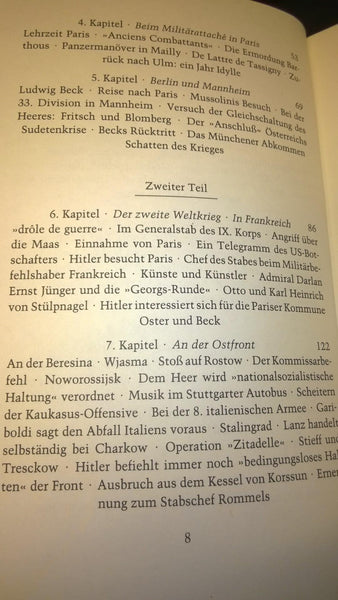 4. Kapitel · Beim Militärattaché in Paris
Lehrzeit Paris · »Anciens Combattants« · Die Ermordung Bar- 53
thous · Panzermanöver in Mailly · De Lattre de Tassigny · Zu-
rück nach Ulm: ein Jahr Idylle
5. Kapitel · Berlin und Mannheim
Ludwig Beck · Reise nach Paris · Mussolinis Besuch · Bei der 69
33. Division in Mannheim · Versuch der Gleichschaltung des
Heeres: Fritsch und Blomberg · Der »Anschluß« Österreichs
Sudetenkrise · Becks Rücktritt · Das Münchener Abkommen
Schatten des Krieges
Zweiter Teil
6. Kapitel · Der zweite Weltkrieg · In Frankreich 86
»drôle de guerre« · Im Generalstab des IX. Korps · Angriff über
die Maas · Einnahme von Paris · Ein Telegramm des US-Bot-
schafters · Hitler besucht Paris · Chef des Stabes beim Militärbe-
fehlshaber Frankreich · Künste und Künstler · Admiral Darlan
Ernst Jünger und die »Georgs-Runde« · Otto und Karl Heinrich
von Stülpnagel · Hitler interessiert sich für die Pariser Kommune
Oster und Beck
7. Kapitel · An der Ostfront 122
An der Beresina · Wjasma · Stoß auf Rostow · Der Kommissarbe-
fehl · Noworossijsk · Dem Heer wird »nationalsozialistische
Haltung« verordnet · Musik im Stuttgarter Autobus · Scheitern
der Kaukasus-Offensive · Bei der 8. italienischen Armee · Gari-
boldi sagt den Abfall Italiens voraus · Stalingrad · Lanz handelt
selbständig bei Charkow · Operation »Zitadelle« · Stieff und
Tresckow · Hitler befiehlt immer noch »bedingungsloses Hal
ten« der Front · Ausbruch aus dem Kessel von Korssun · Ernen
nung zum Stabschef Rommels
8